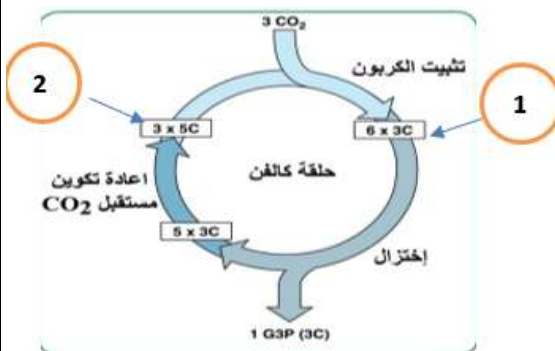 3 CO₂
تثبيت الكربون
2
1
3 x 5C
6 x 3C
حلقة كالفن
اعادة تكوين
مستقبل CO₂
5 x 3C
إختزال
1 G3P (3C)